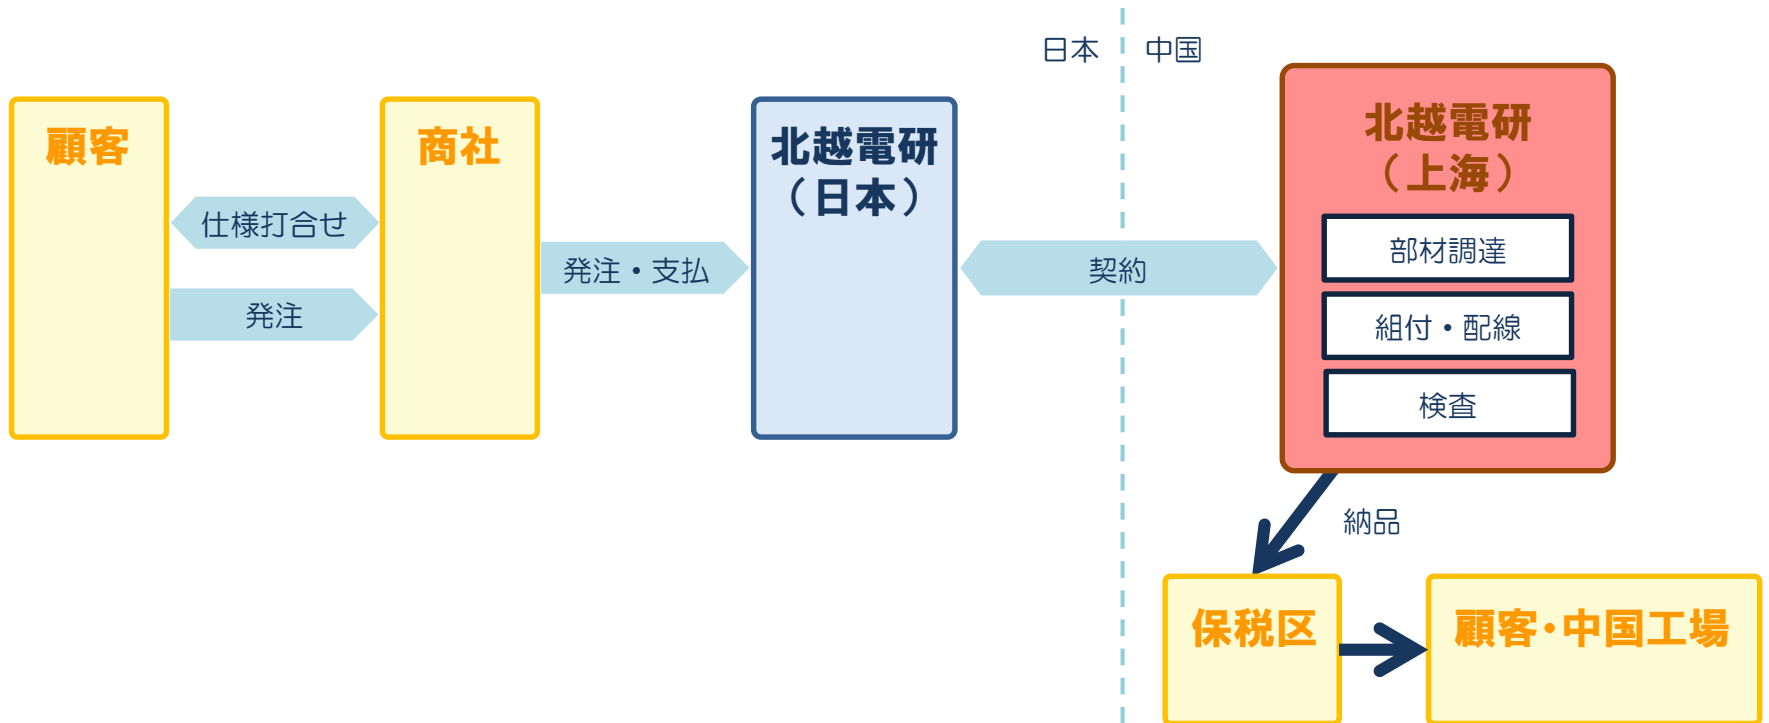 日本
中国
顧客
商社
北越電研
（日本）
北越電研
（上海）
仕様打合せ
発注
発注・支払
契約
部材調達
組付・配線
検査
納品
保税区
顧客・中国工場